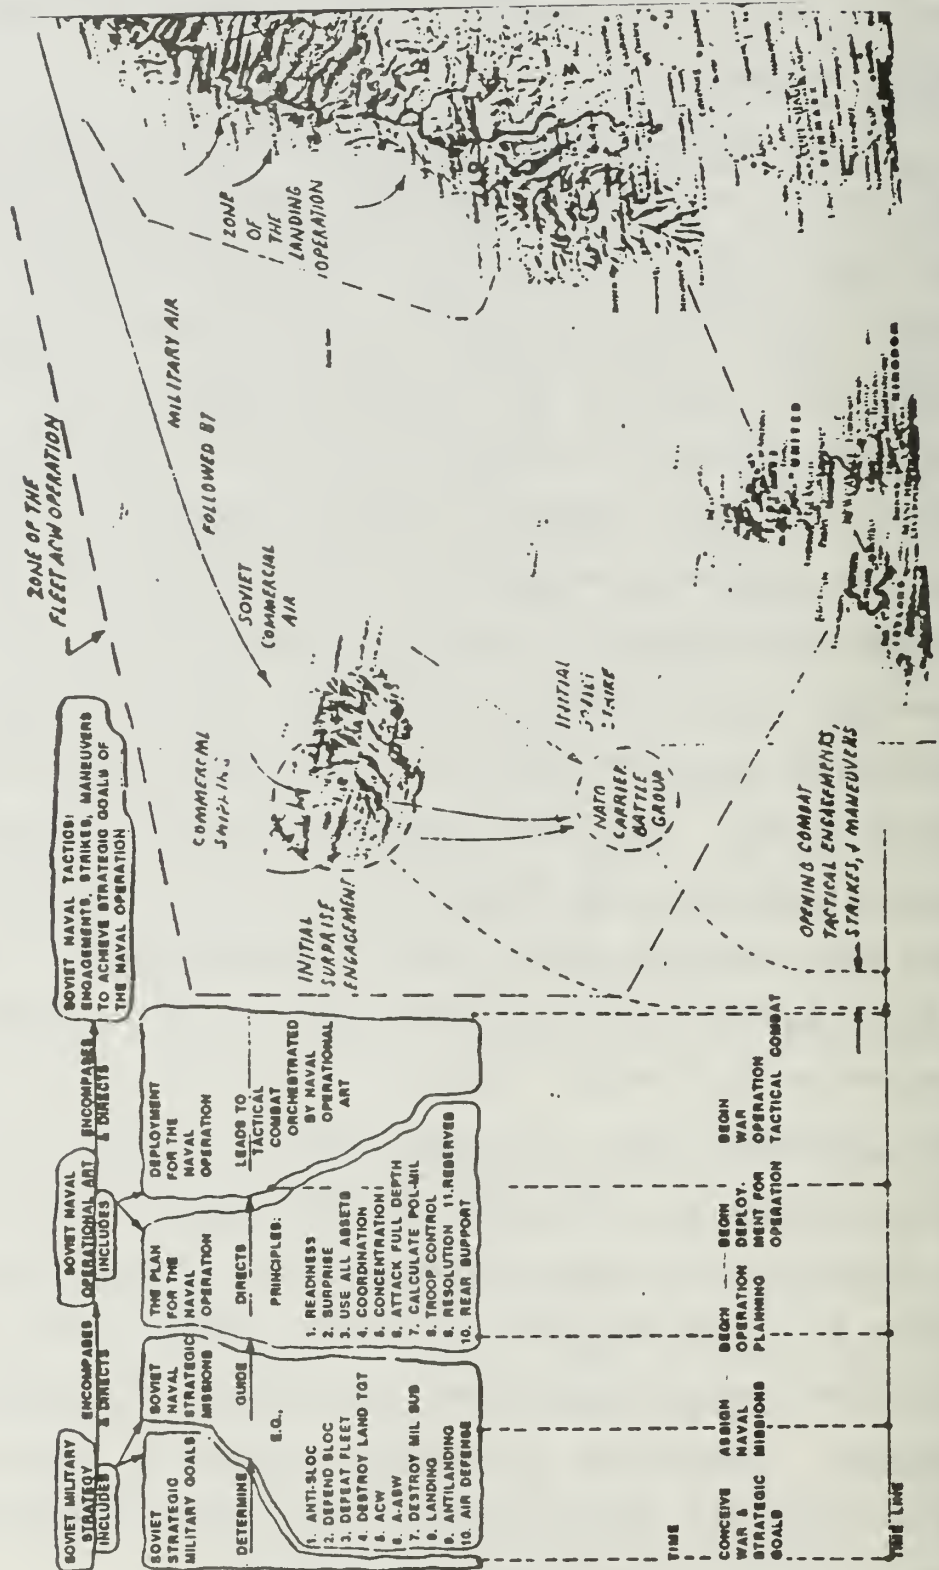 SOVIET MILITARY
STRATEGY
INCLUDES
ENCOMPASES
& DIRECTS
SOVIET NAVAL
OPERATIONAL ART
INCLUDES
ENCOMPASES
& DIRECTS
SOVIET NAVAL TACTICS:
ENGAGEMENTS, STRIKES, MANEUVERS
TO ACHIEVE STRATEGIC GOALS OF
THE NAVAL OPERATION
SOVIET
STRATEGIC
MILITARY GOALS
SOVIET
NAVAL
STRATEGIC
MISSIONS
THE PLAN
FOR THE
NAVAL
OPERATION
DEPLOYMENT
FOR THE
NAVAL
OPERATION
DETERMINE
GUIDE
DIRECTS
LEADS TO
TACTICAL
COMBAT
ORCHESTRATED
BY NAVAL
OPERATIONAL
ART
E.G.,
1. ANTI-SLOC
2. DEFEND SLOC
3. DEFEAT FLEET
4. DESTROY LAND TGT
5. ACW
6. A-ASW
7. DESTROY MIL SUB
8. LANDING
9. ANTILANDING
10. AIR DEFENSE
PRINCIPLES:
1. READINESS
2. SURPRISE
3. USE ALL ASSETS
4. COORDINATION
5. CONCENTRATION
6. ATTACK FULL DEPTH
7. CALCULATE POL-MIL
8. TROOP CONTROL
9. RESOLUTION 11.RESERVES
10. REAR SUPPORT
ZONE OF THE
FLEET ACW OPERATION
MILITARY AIR
FOLLOWED BY
SOVIET
COMMERCIAL
AIR
ZONE
OF
THE
LANDING
OPERATION
COMMERCIAL
INITIAL
SURPRISE
ENGAGEMENT
NATO
CARRIER
BATTLE
GROUP
INITIAL
SOVIET
STRIKE
UNITED
KINGDOM
DENMARK
OPENING COMBAT
TACTICAL ENGAGEMENTS,
STRIKES, & MANEUVERS
TIME
CONCEIVE
WAR &
STRATEGIC
GOALS
ASSIGN
NAVAL
MISSIONS
BEGIN
OPERATION
PLANNING
BEGIN
DEPLOY-
MENT FOR
OPERATION
BEGIN
WAR
OPERATION
TACTICAL COMBAT
TIME LINE